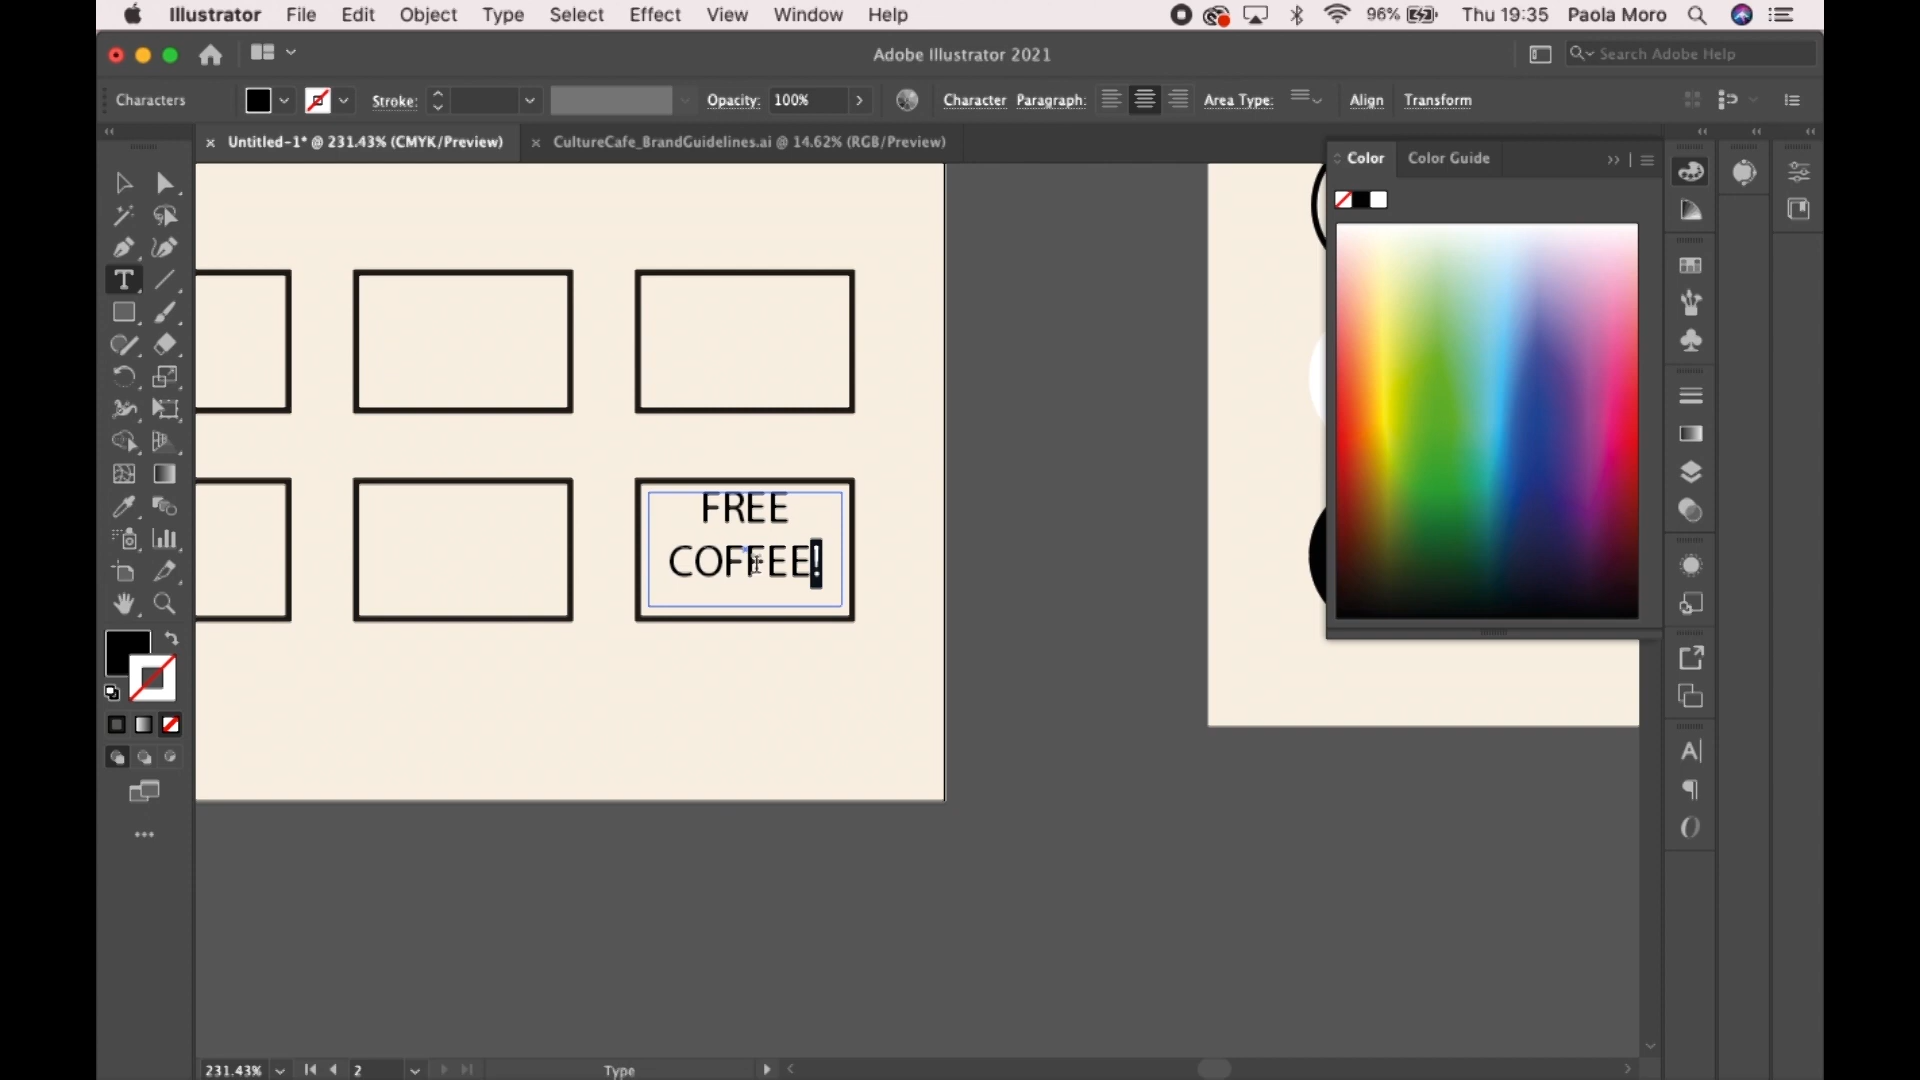 Illustrator File Edit Object Type Select Effect View Window Help 96% Thu 19:35 Paola Moro
Adobe Illustrator 2021
Search Adobe Help
Characters Stroke: Opacity: 100% Character Paragraph: Area Type: Align Transform
× Untitled-1* @ 231.43% (CMYK/Preview) × CultureCafe_BrandGuidelines.ai @ 14.62% (RGB/Preview)
Color Color Guide
FREE
COFFEE!
231.43% 2 Type